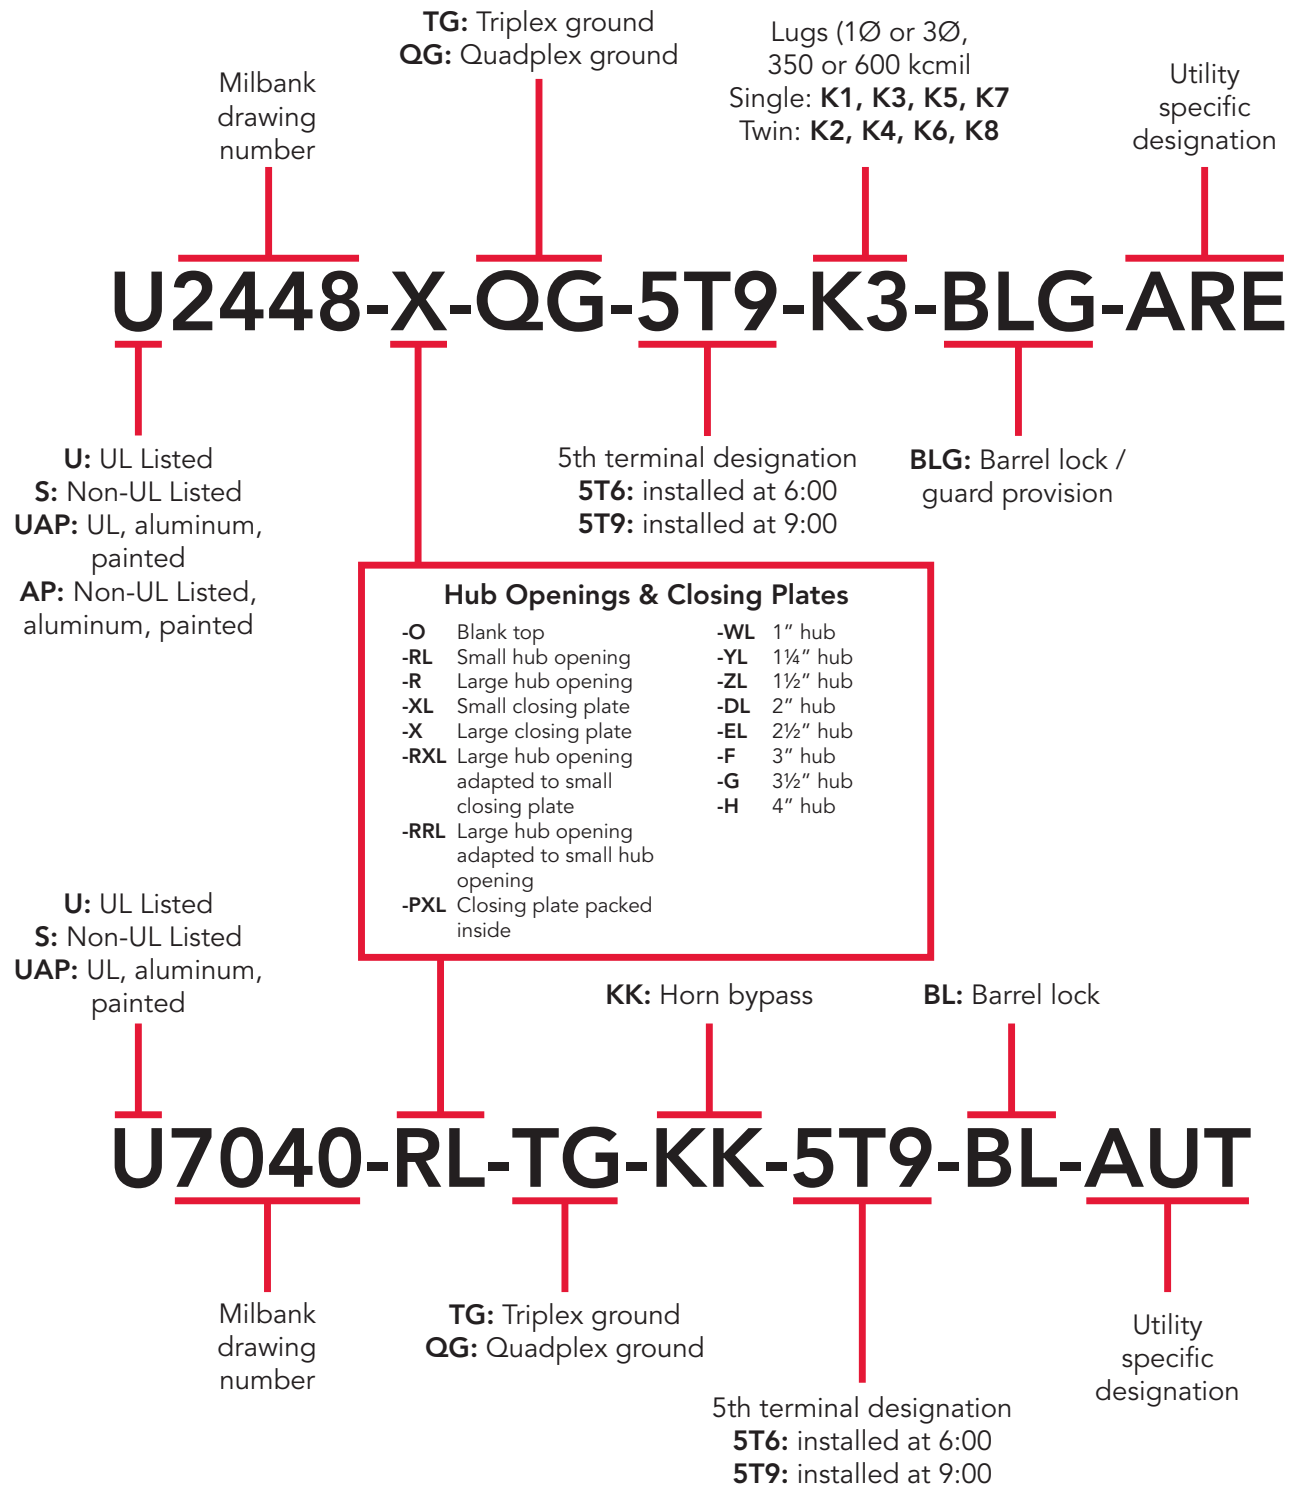 TG: Triplex ground
QG: Quadplex ground
Lugs (1Ø or 3Ø,
350 or 600 kcmil
Single: K1, K3, K5, K7
Twin: K2, K4, K6, K8
Milbank
drawing
number
Utility
specific
designation
U2448-X-QG-5T9-K3-BLG-ARE
U: UL Listed
S: Non-UL Listed
UAP: UL, aluminum,
painted
AP: Non-UL Listed,
aluminum, painted
5th terminal designation
5T6: installed at 6:00
5T9: installed at 9:00
BLG: Barrel lock /
guard provision
Hub Openings & Closing Plates
-O Blank top
-RL Small hub opening
-R Large hub opening
-XL Small closing plate
-X Large closing plate
-RXL Large hub opening
adapted to small
closing plate
-RRL Large hub opening
adapted to small hub
opening
-PXL Closing plate packed
inside
-WL 1" hub
-YL 1¼" hub
-ZL 1½" hub
-DL 2" hub
-EL 2½" hub
-F 3" hub
-G 3½" hub
-H 4" hub
U: UL Listed
S: Non-UL Listed
UAP: UL, aluminum,
painted
KK: Horn bypass
BL: Barrel lock
U7040-RL-TG-KK-5T9-BL-AUT
Milbank
drawing
number
TG: Triplex ground
QG: Quadplex ground
5th terminal designation
5T6: installed at 6:00
5T9: installed at 9:00
Utility
specific
designation